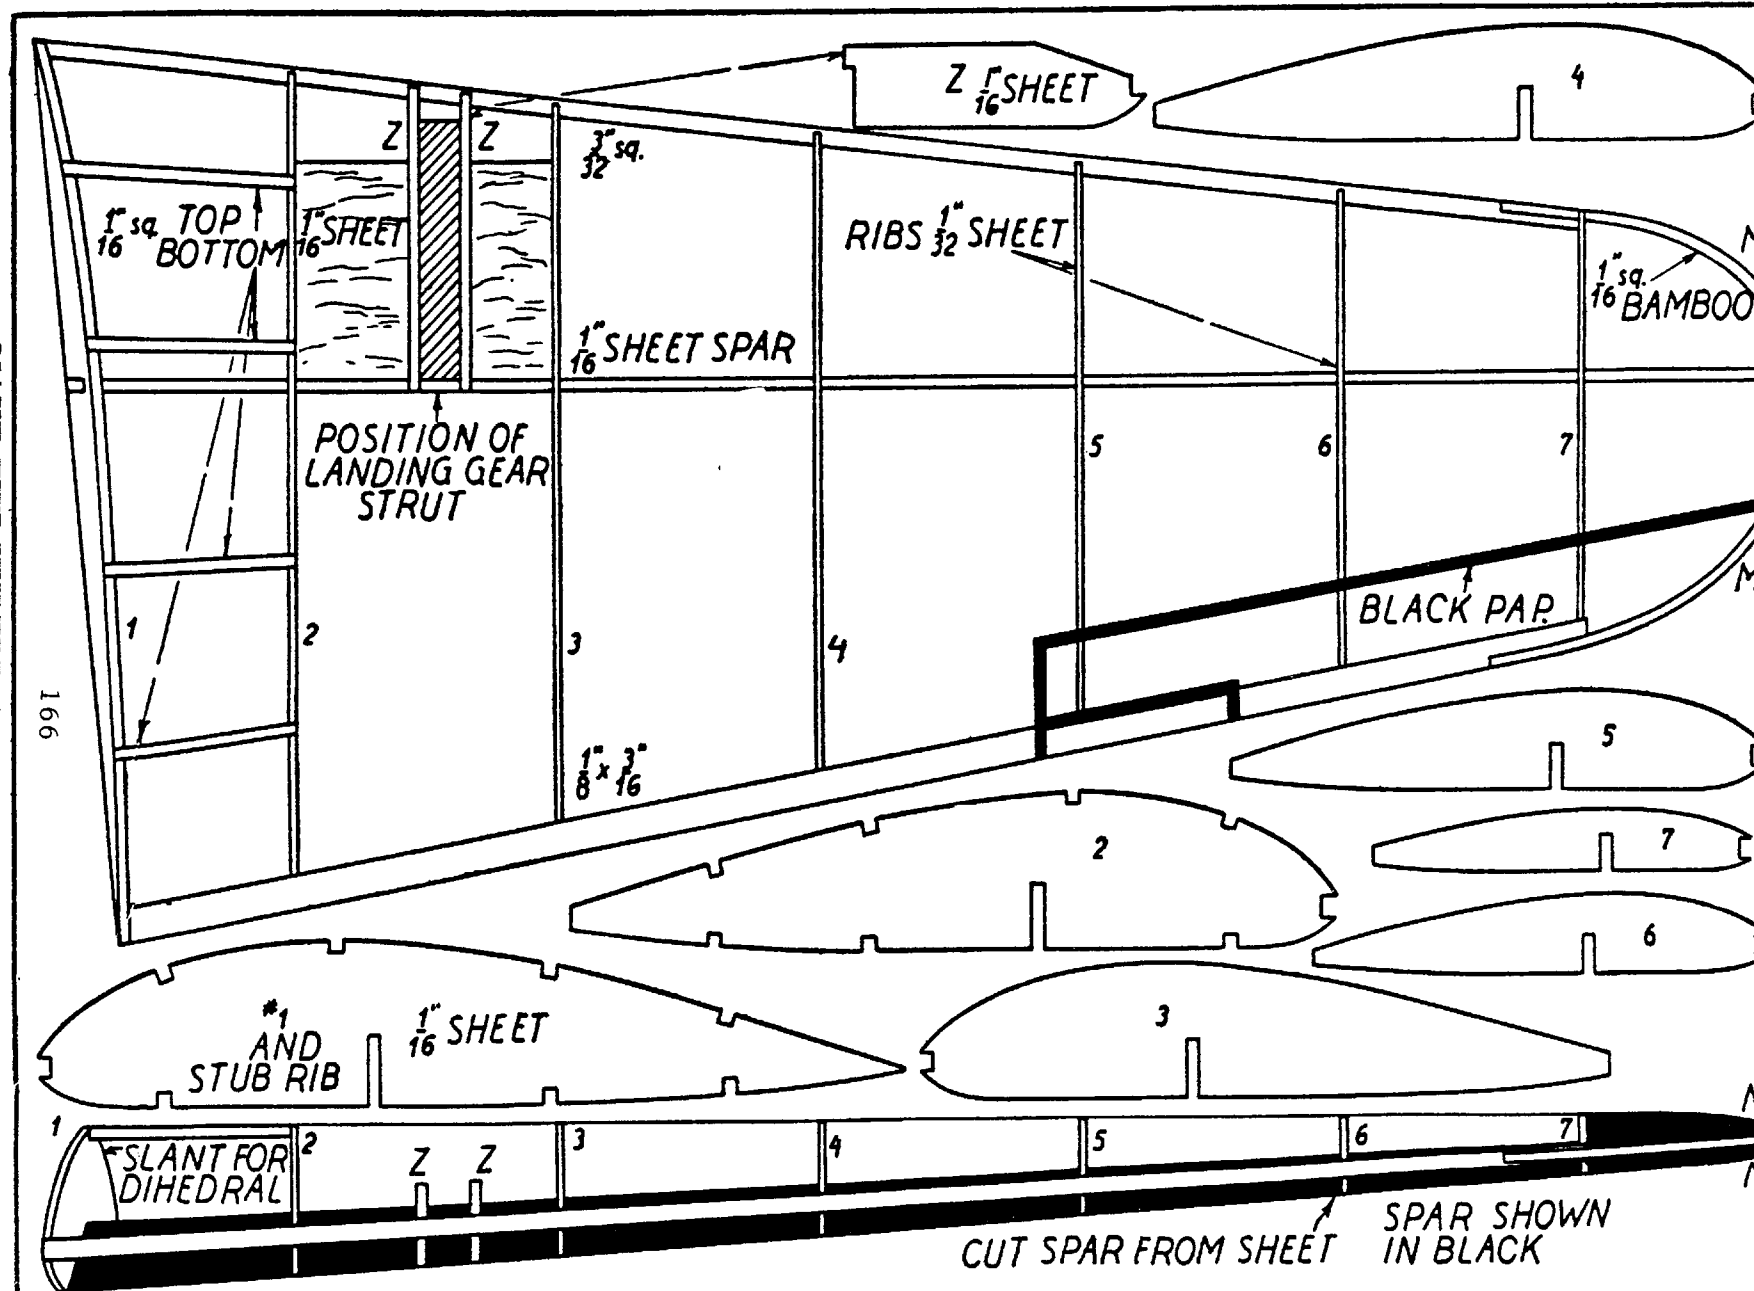 Z 1/16" SHEET
4
Z
Z
3/32" sq.
1/16" sq. TOP
BOTTOM
1/16" SHEET
RIBS 1/32" SHEET
1/16" sq.
BAMBOO
1/16" SHEET SPAR
POSITION OF
LANDING GEAR
STRUT
5
6
7
BLACK PAP.
1
2
3
4
166
1/8" x 3/16"
5
2
7
6
#1
AND
STUB RIB
1/16" SHEET
3
1
SLANT FOR
DIHEDRAL
2
Z
Z
3
4
5
6
7
CUT SPAR FROM SHEET
SPAR SHOWN
IN BLACK